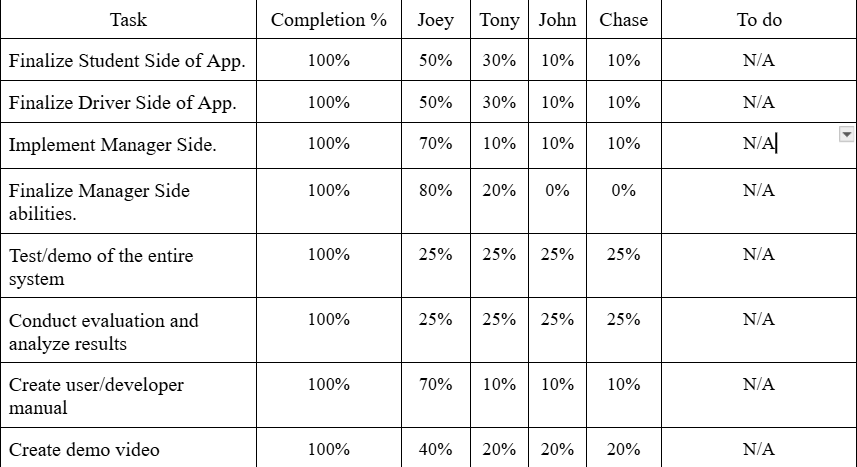 Task Completion % Joey Tony John Chase To do
Finalize Student Side of App. 100% 50% 30% 10% 10% N/A
Finalize Driver Side of App. 100% 50% 30% 10% 10% N/A
Implement Manager Side. 100% 70% 10% 10% 10% N/A
Finalize Manager Side 100% 80% 20% 0% 0% N/A
abilities.
Test/demo of the entire 100% 25% 25% 25% 25% N/A
system
Conduct evaluation and 100% 25% 25% 25% 25% N/A
analyze results
Create user/developer 100% 70% 10% 10% 10% N/A
manual
Create demo video 100% 40% 20% 20% 20% N/A